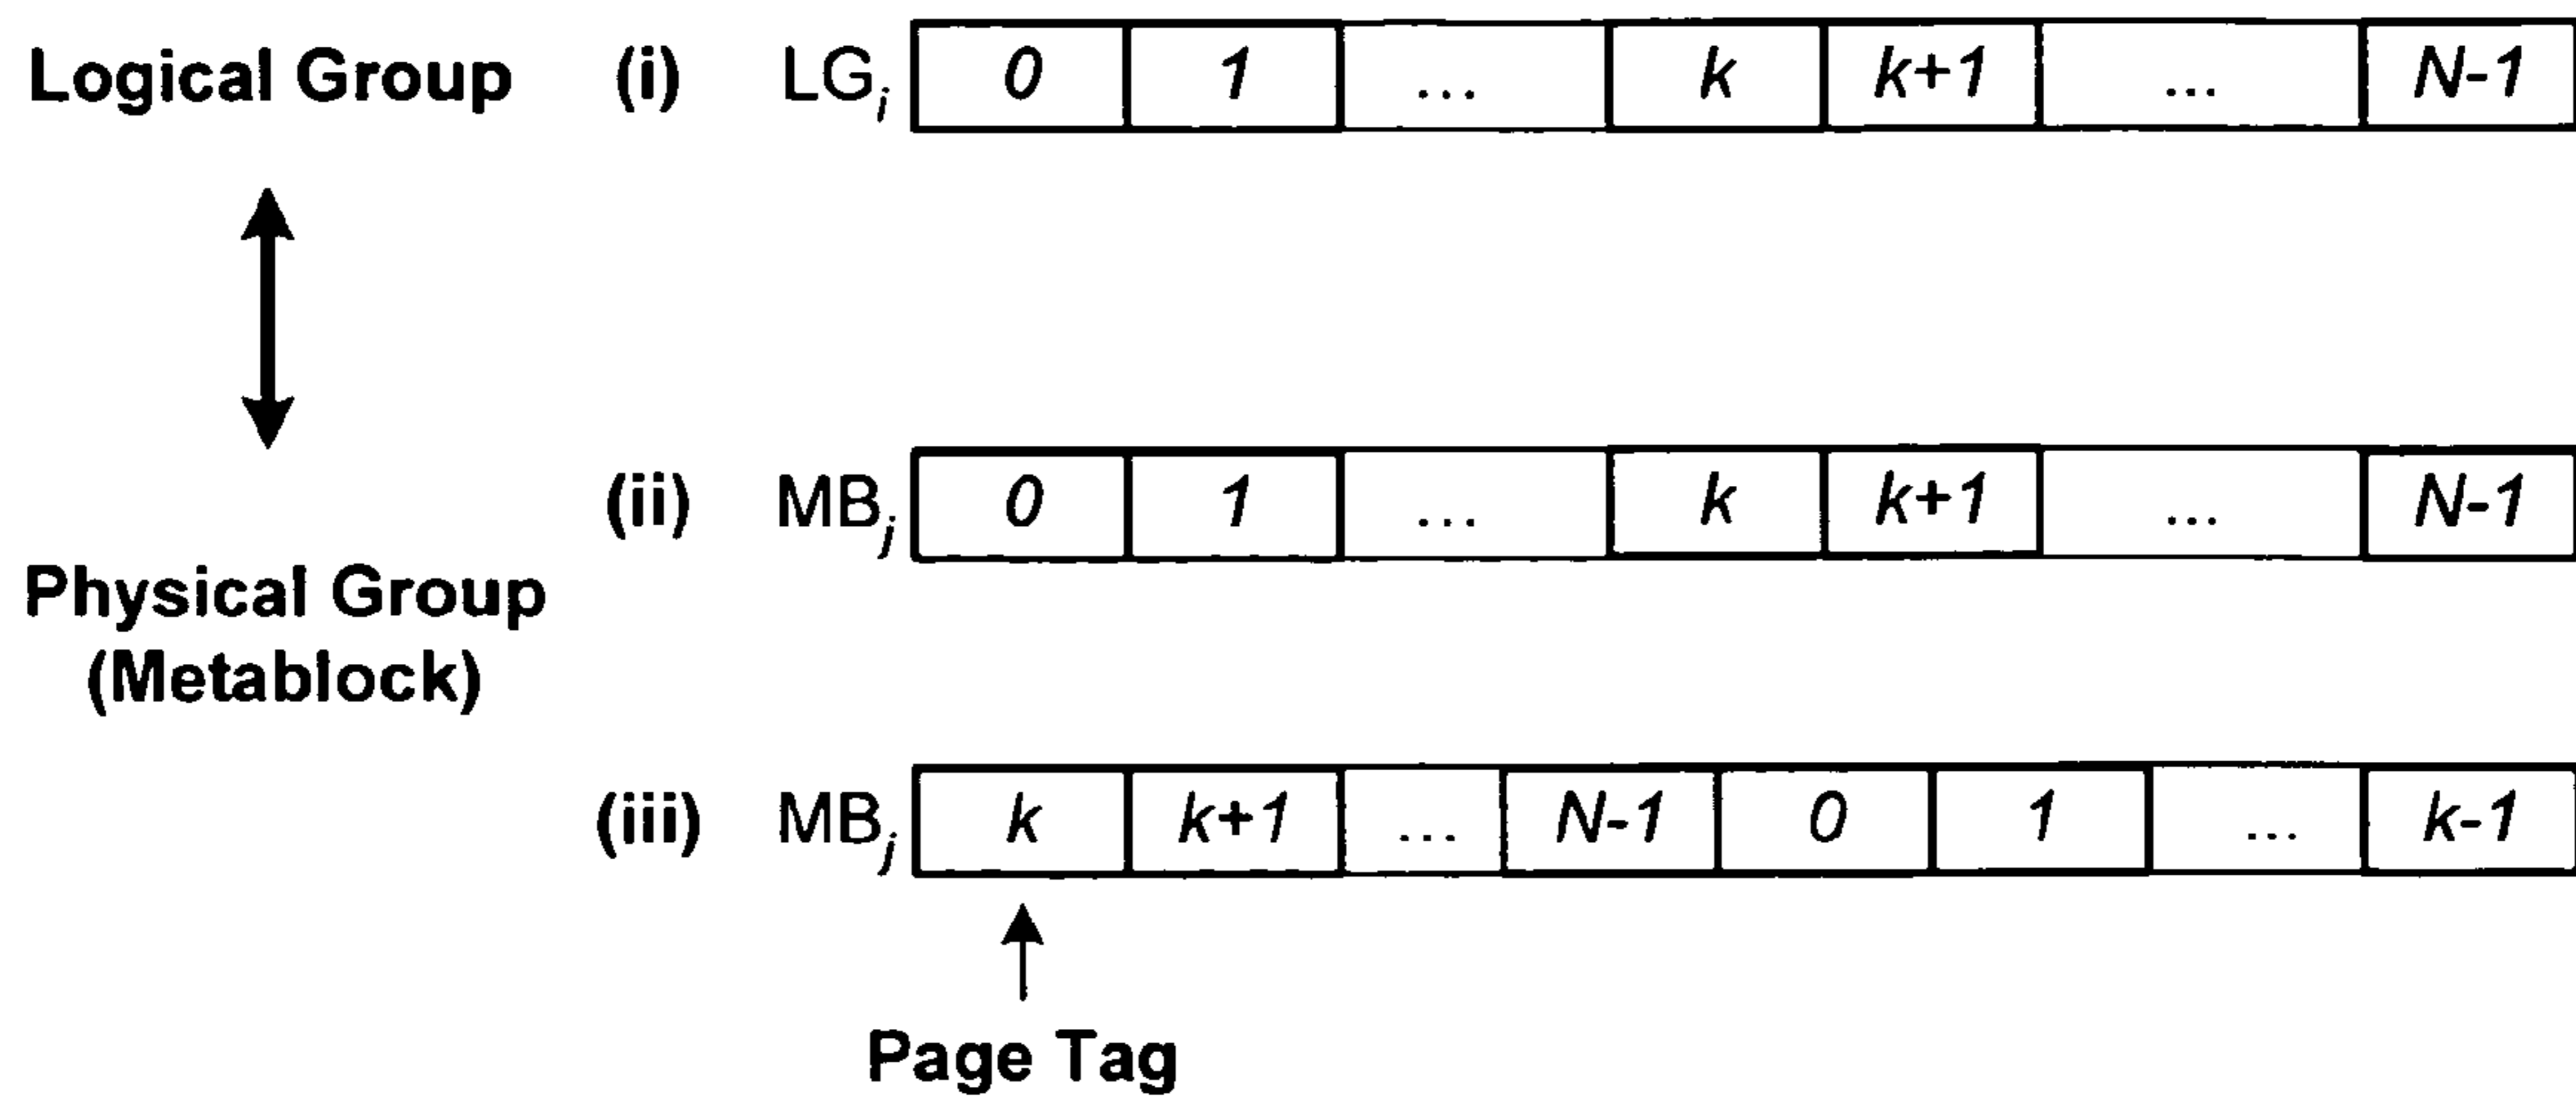 Logical Group (i) LGi 0 1 ... k k+1 ... N-1
(ii) MBj 0 1 ... k k+1 ... N-1
Physical Group
(Metablock)
(iii) MBj k k+1 ... N-1 0 1 ... k-1
Page Tag